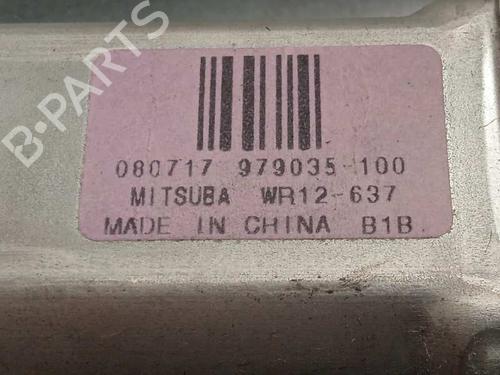 080717 979035-100
MITSUBA WR12-637
MADE IN CHINA B1B
B-PARTS